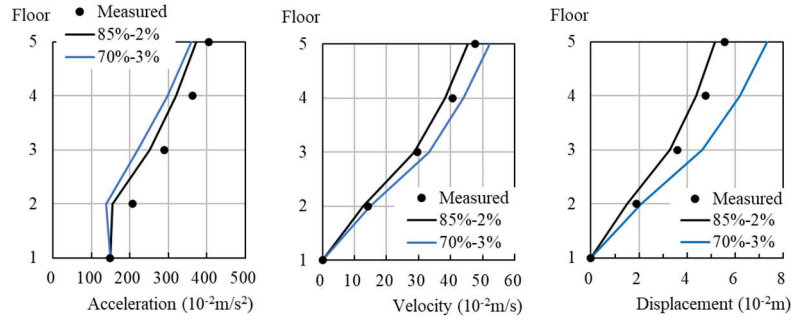 Floor
Measured
85%-2%
70%-3%
5
4
3
2
1
0 100 200 300 400 500
Acceleration (10-2m/s2)
Floor
5
4
3
2
1
Measured
85%-2%
70%-3%
0 10 20 30 40 50 60
Velocity (10-2m/s)
Floor
5
4
3
2
1
Measured
85%-2%
70%-3%
0 2 4 6 8
Displacement (10-2m)